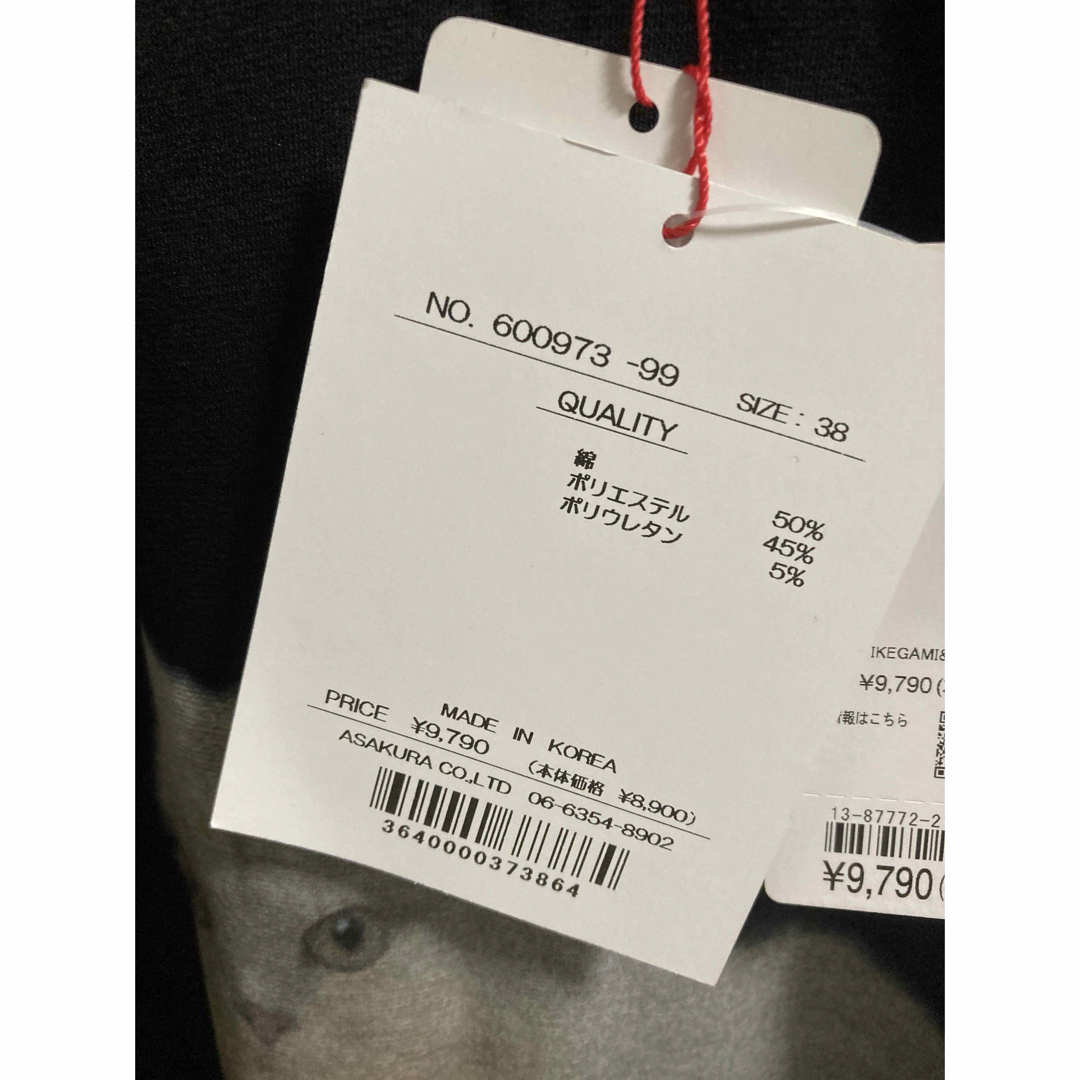 NO. 600973 -99 SIZE: 38
QUALITY
綿 50%
ポリエステル 45%
ポリウレタン 5%
MADE IN KOREA
PRICE ¥9,790 (本体価格 ¥8,900)
ASAKURA CO.,LTD 06-6354-8902
3640000373864
IKEGAMI&
¥9,790(
報はこちら
13-87772-2
¥9,790(